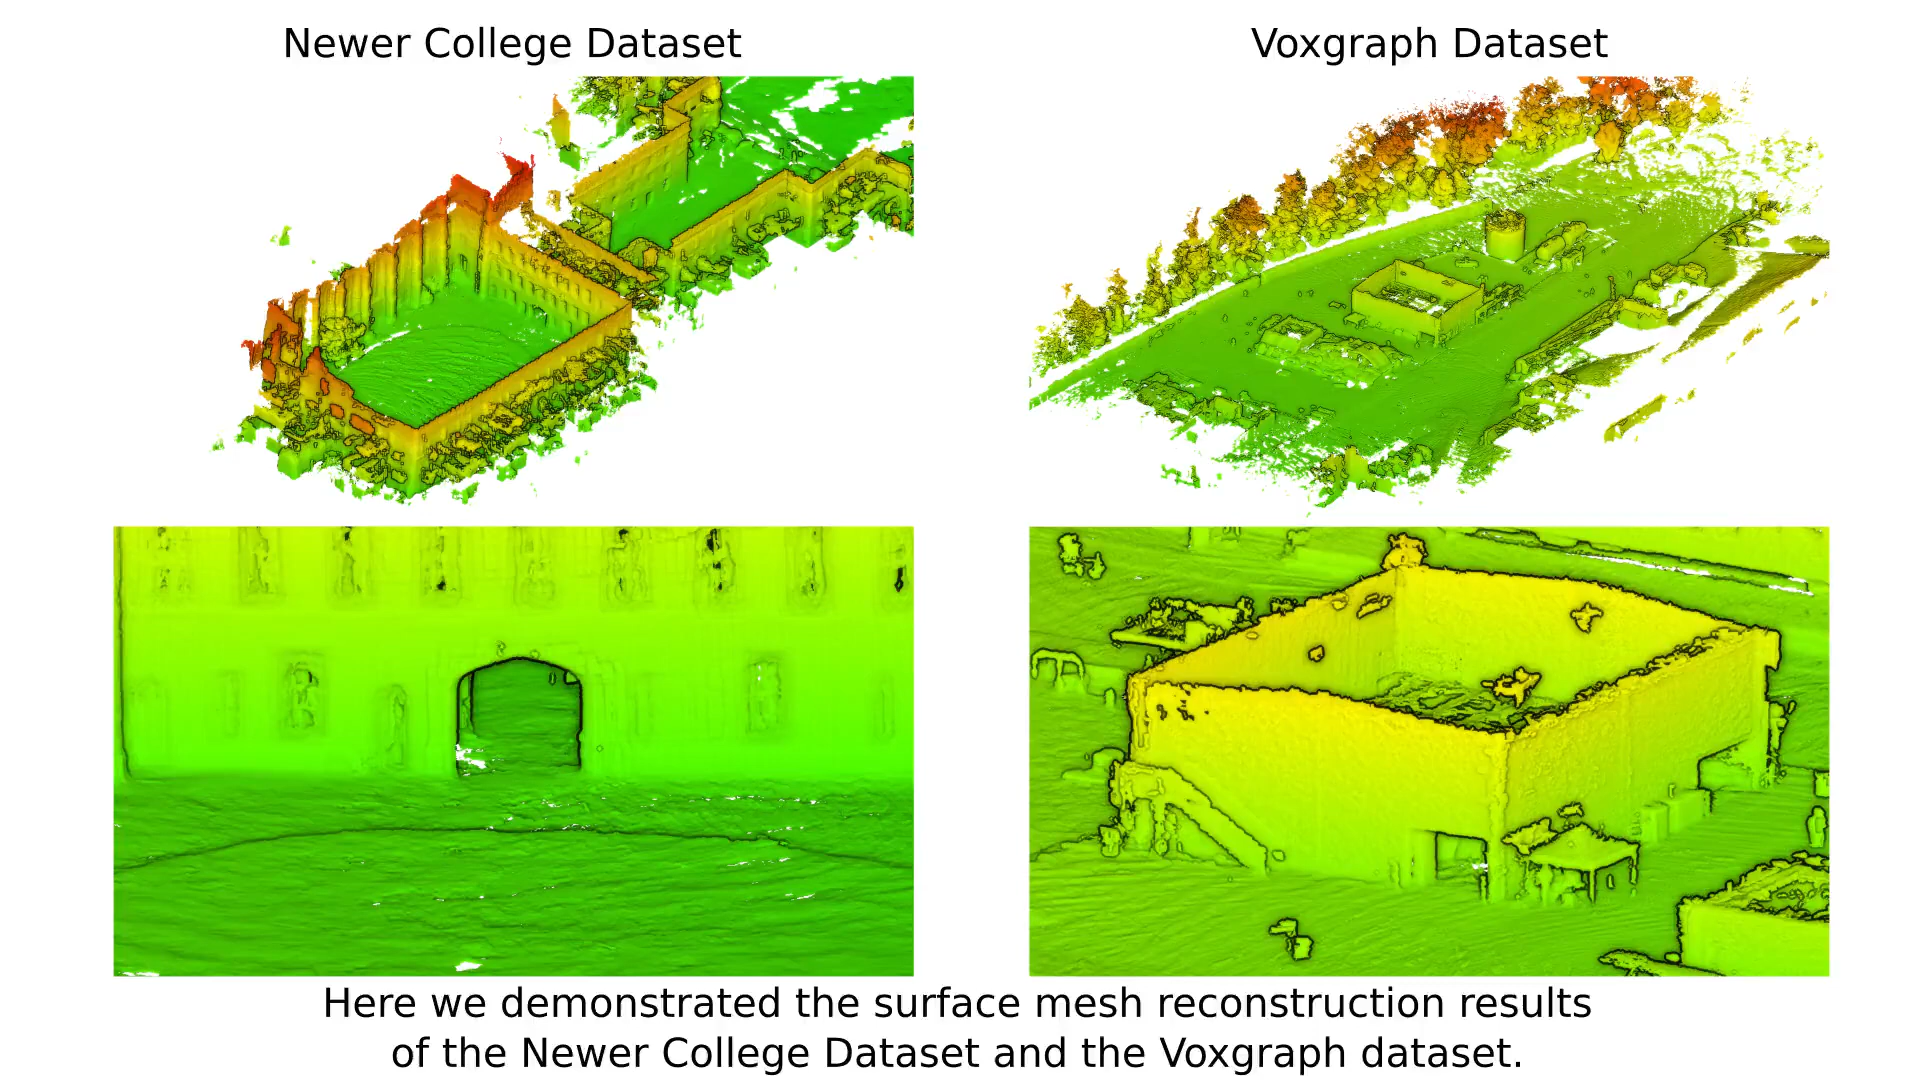 Newer College Dataset
Voxgraph Dataset
Here we demonstrated the surface mesh reconstruction results
of the Newer College Dataset and the Voxgraph dataset.